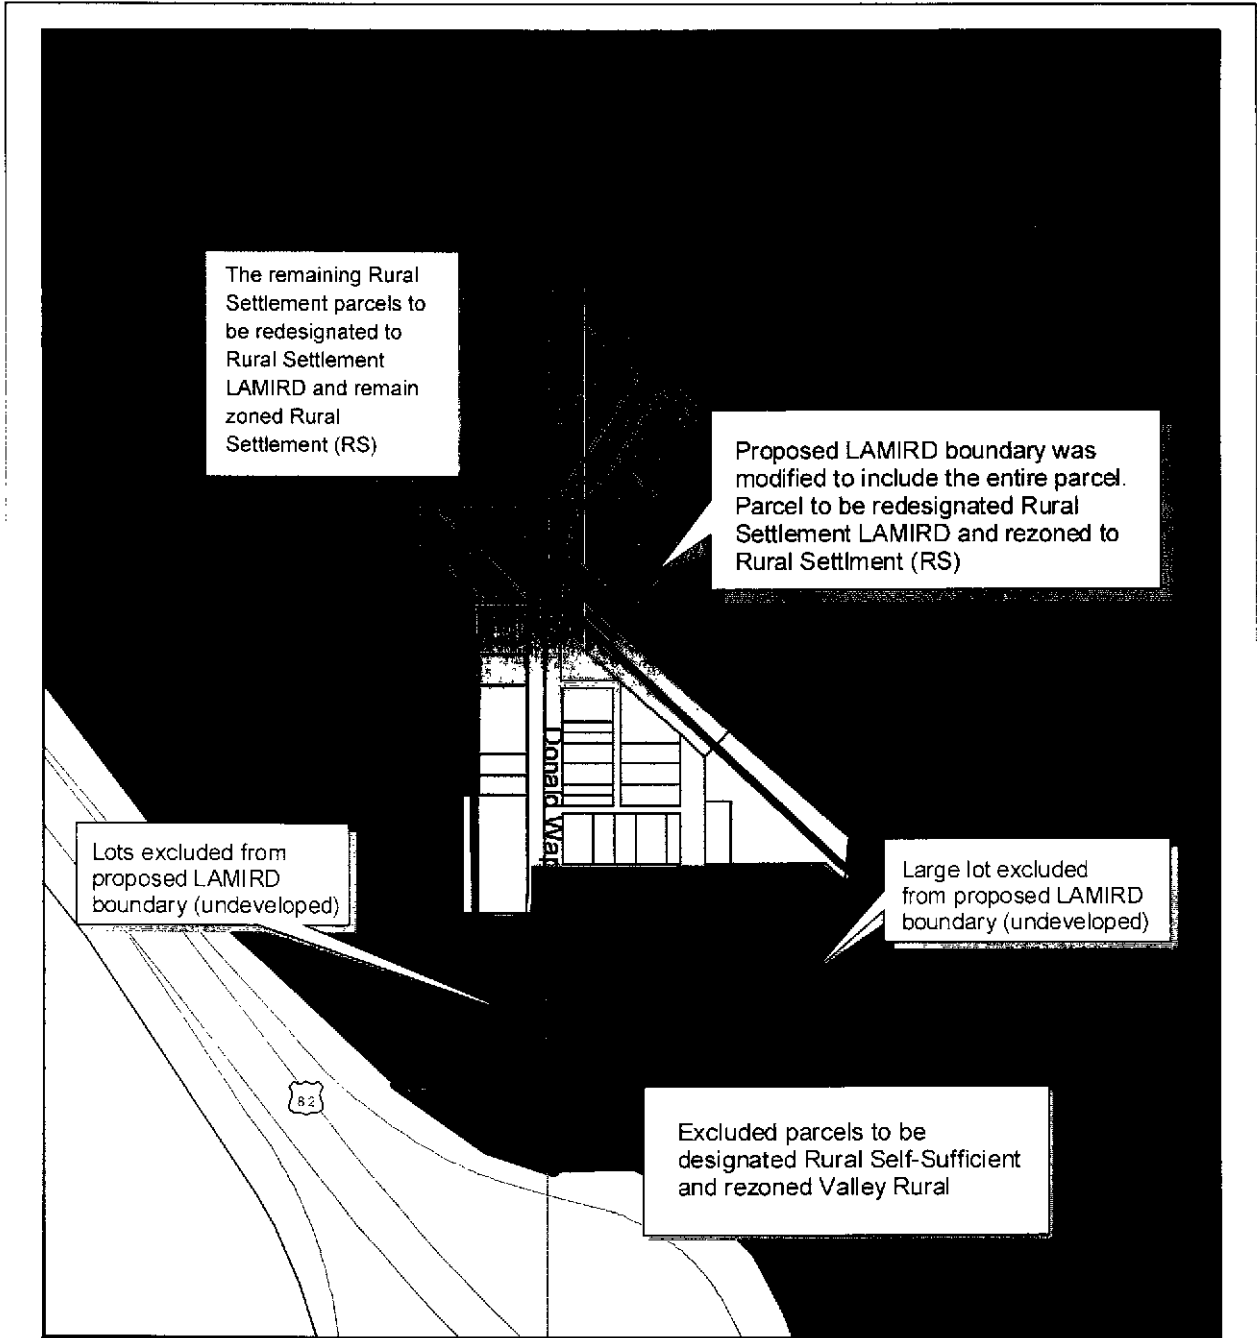 The remaining Rural
Settlement parcels to
be redesignated to
Rural Settlement
LAMIRD and remain
zoned Rural
Settlement (RS)
Proposed LAMIRD boundary was
modified to include the entire parcel.
Parcel to be redesignated Rural
Settlement LAMIRD and rezoned to
Rural Settlment (RS)
Donald Wap
Lots excluded from
proposed LAMIRD
boundary (undeveloped)
Large lot excluded
from proposed LAMIRD
boundary (undeveloped)
82
Excluded parcels to be
designated Rural Self-Sufficient
and rezoned Valley Rural